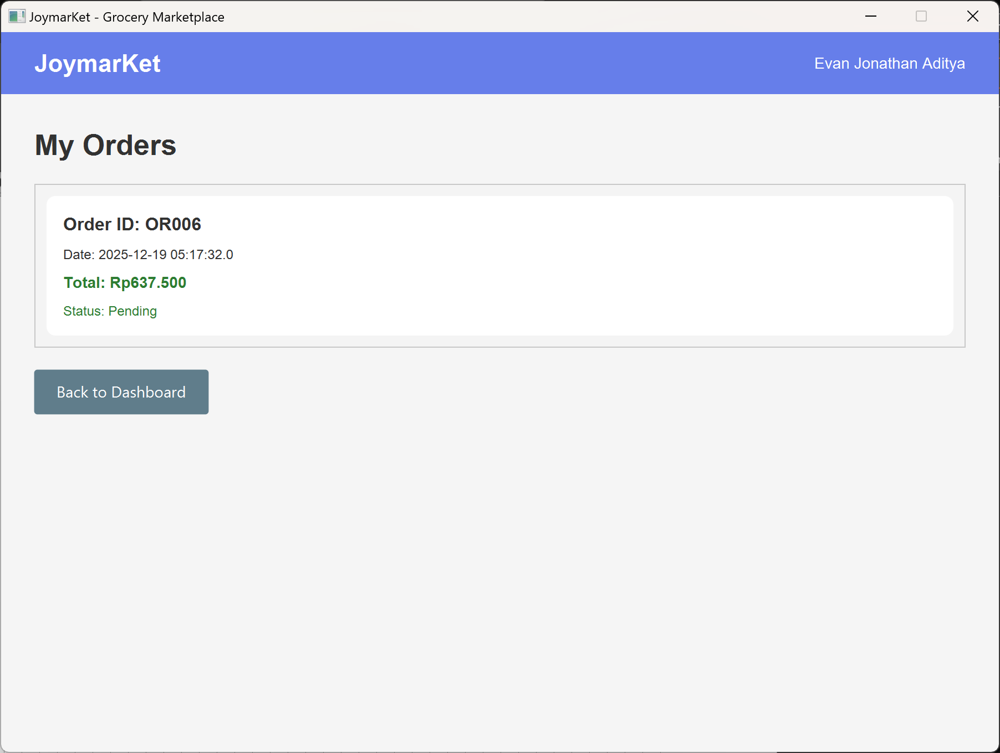 JoymarKet - Grocery Marketplace
JoymarKet
Evan Jonathan Aditya
My Orders
Order ID: OR006
Date: 2025-12-19 05:17:32.0
Total: Rp637.500
Status: Pending
Back to Dashboard